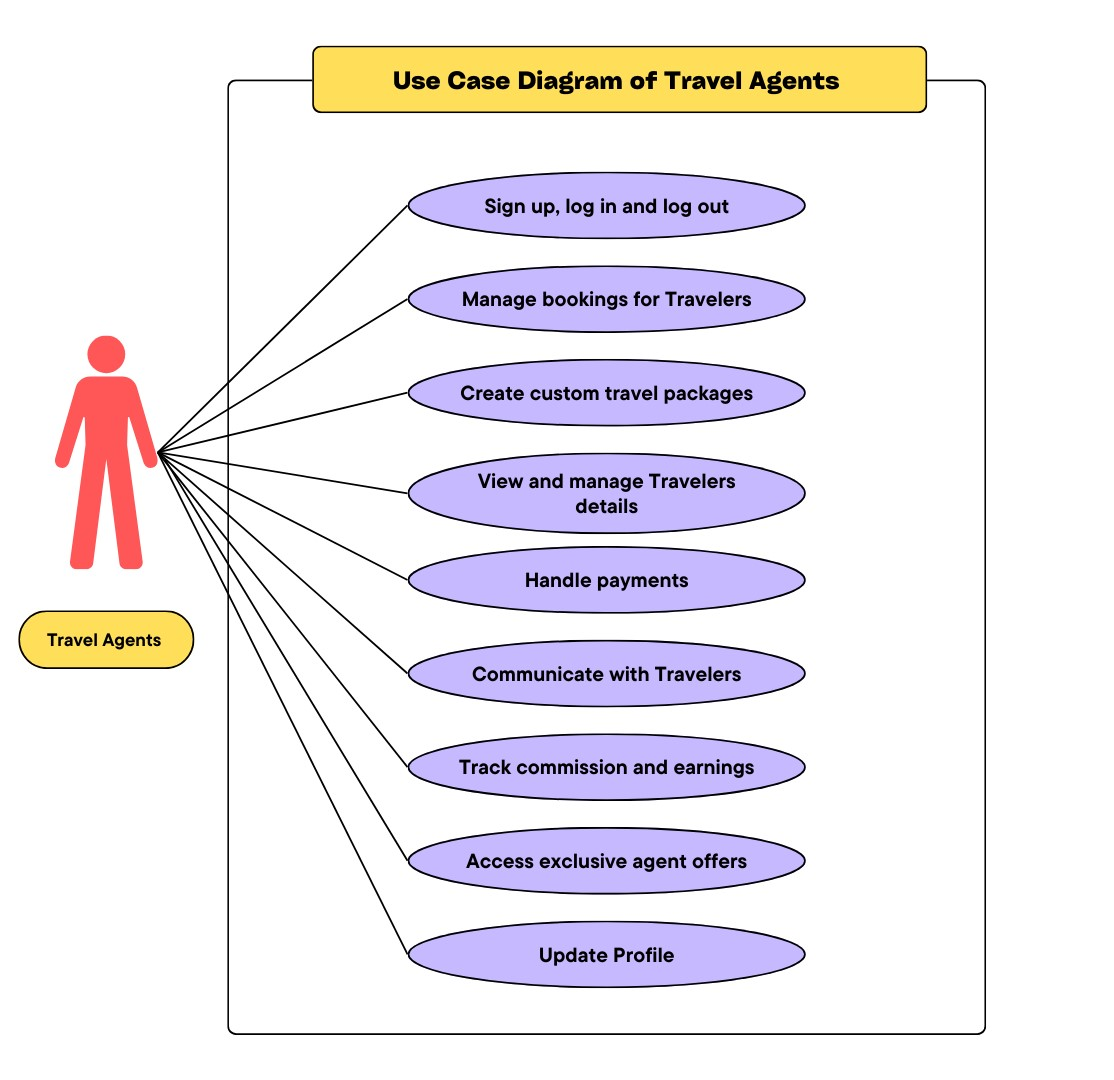 Use Case Diagram of Travel Agents
Sign up, log in and log out
Manage bookings for Travelers
Create custom travel packages
View and manage Travelers
details
Handle payments
Travel Agents
Communicate with Travelers
Track commission and earnings
Access exclusive agent offers
Update Profile